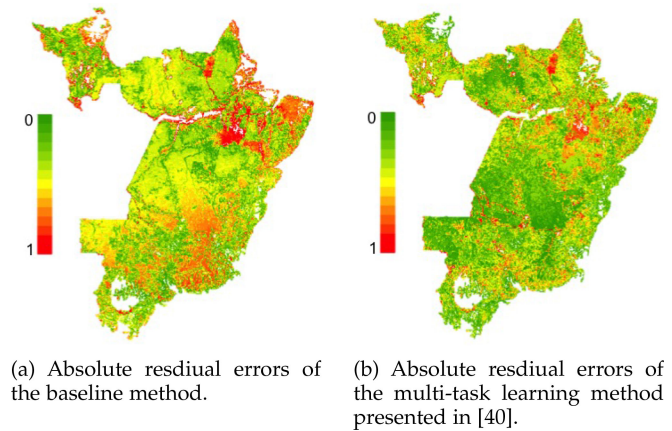 0
1
0
1
(a) Absolute resdiual errors of
the baseline method.
(b) Absolute resdiual errors of
the multi-task learning method
presented in [40].